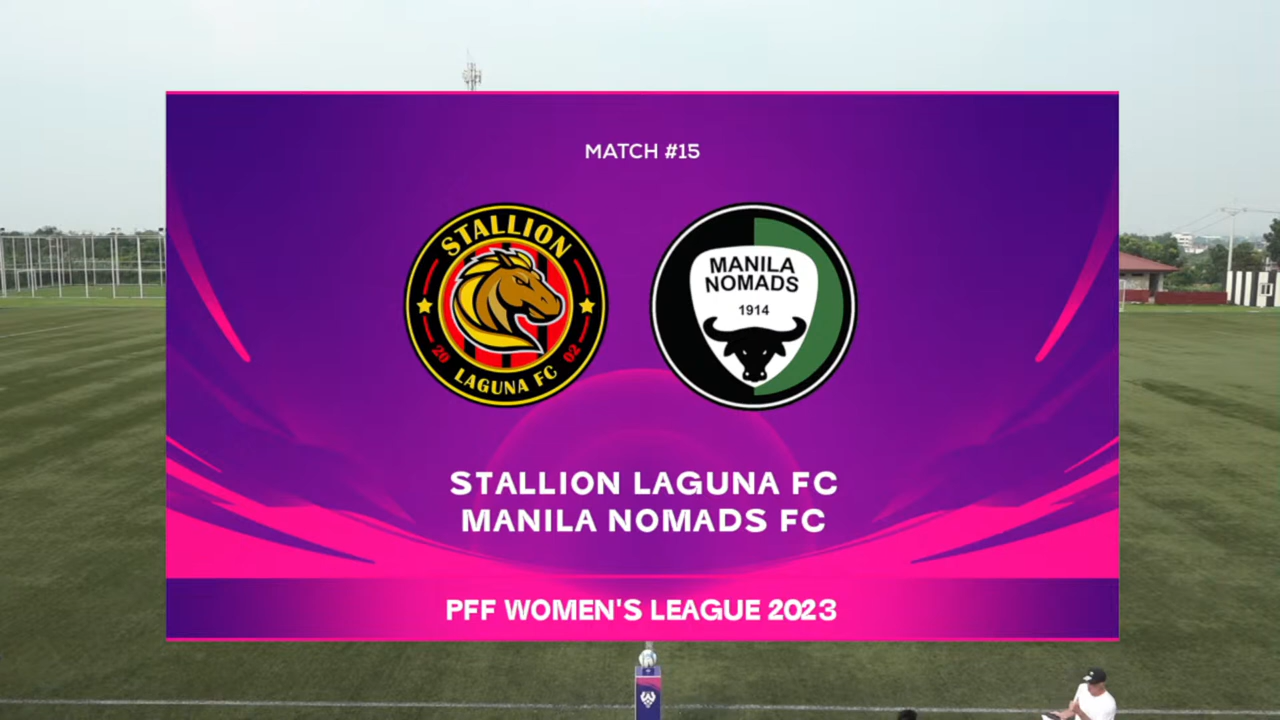 MATCH #15
STALLION
20 02
LAGUNA FC
MANILA
NOMADS
1914
STALLION LAGUNA FC
MANILA NOMADS FC
PFF WOMEN'S LEAGUE 2023